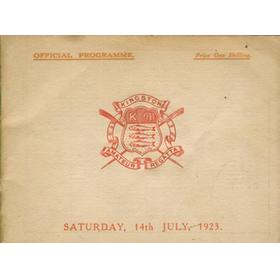 OFFICIAL PROGRAMME.
Price One Shilling.
KINGSTON
AMATEUR REGATTA
SATURDAY, 14th JULY, 1923.